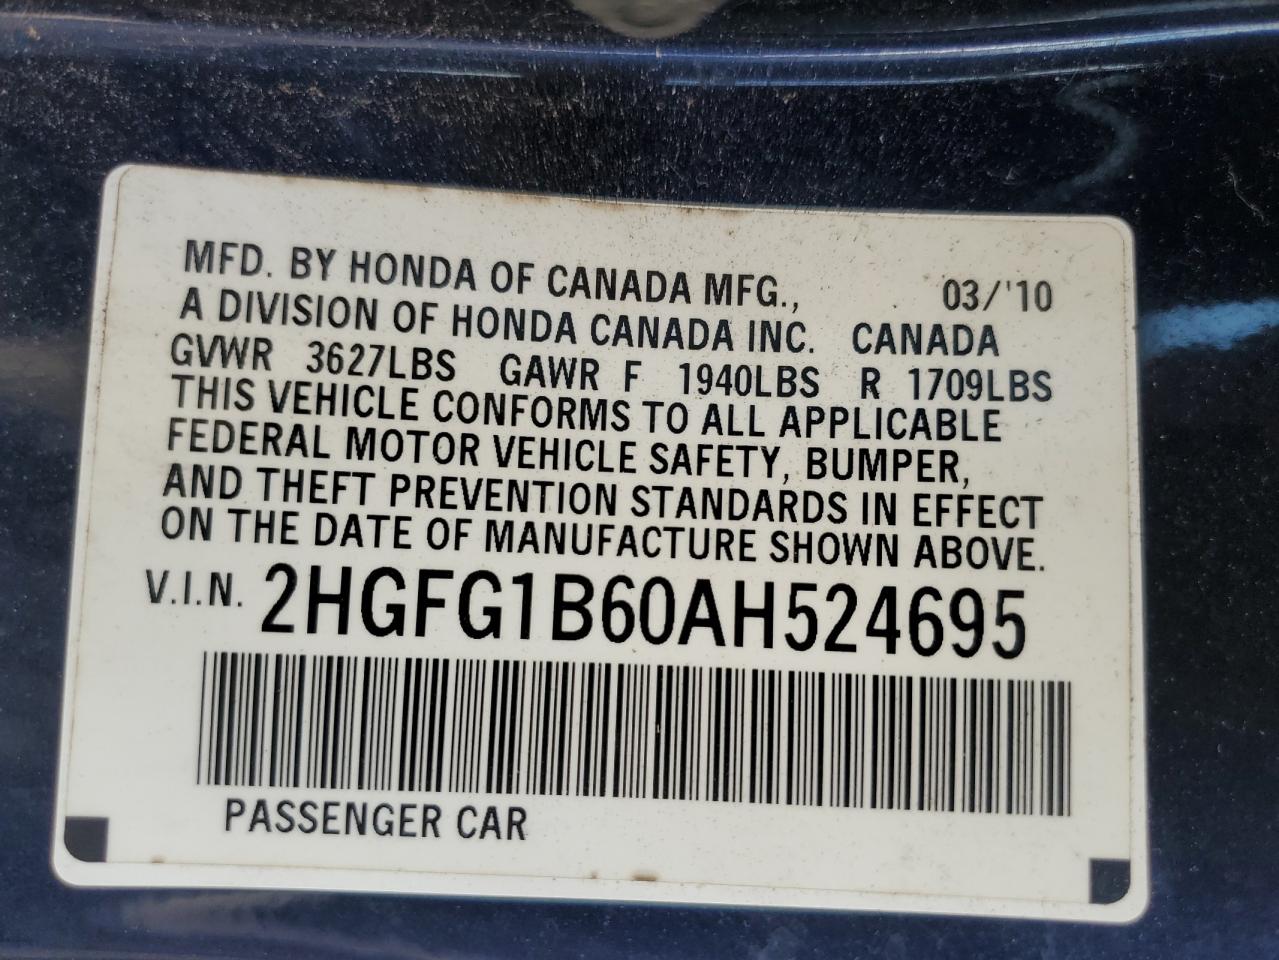 MFD. BY HONDA OF CANADA MFG., 03/'10
A DIVISION OF HONDA CANADA INC. CANADA
GVWR 3627LBS GAWR F 1940LBS R 1709LBS
THIS VEHICLE CONFORMS TO ALL APPLICABLE
FEDERAL MOTOR VEHICLE SAFETY, BUMPER,
AND THEFT PREVENTION STANDARDS IN EFFECT
ON THE DATE OF MANUFACTURE SHOWN ABOVE.
V.I.N. 2HGFG1B60AH524695
PASSENGER CAR